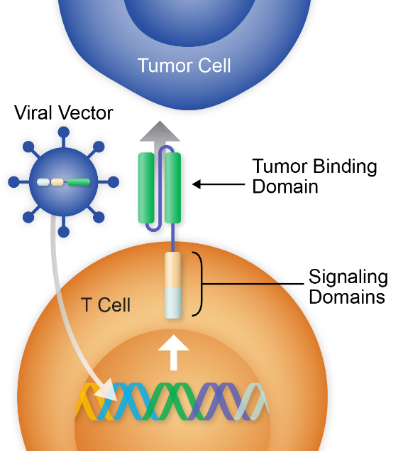 Tumor Cell
Viral Vector
Tumor Binding
Domain
Signaling
Domains
T Cell